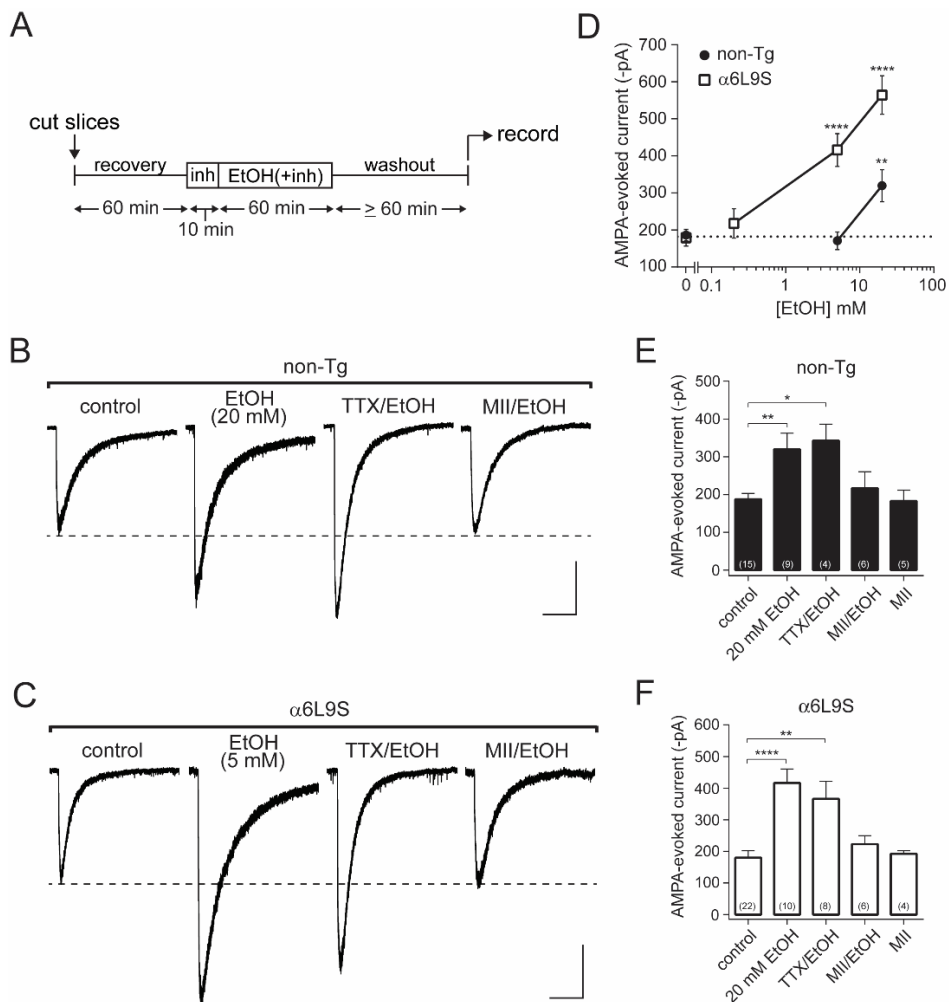 A
cut slices
record
recovery
inh
EtOH(+inh)
washout
60 min
10 min
60 min
≥ 60 min
B
non-Tg
control
EtOH
(20 mM)
TTX/EtOH
MII/EtOH
C
α6L9S
control
EtOH
(5 mM)
TTX/EtOH
MII/EtOH
D
AMPA-evoked current (-pA)
700
600
500
400
300
200
100
non-Tg
α6L9S
****
****
**
0
0.1
1
10
100
[EtOH] mM
E
non-Tg
AMPA-evoked current (-pA)
500
400
300
200
100
0
*
**
(15)
(9)
(4)
(6)
(5)
control
20 mM EtOH
TTX/EtOH
MII/EtOH
MII
F
α6L9S
AMPA-evoked current (-pA)
600
500
400
300
200
100
0
**
****
(22)
(10)
(8)
(6)
(4)
control
20 mM EtOH
TTX/EtOH
MII/EtOH
MII